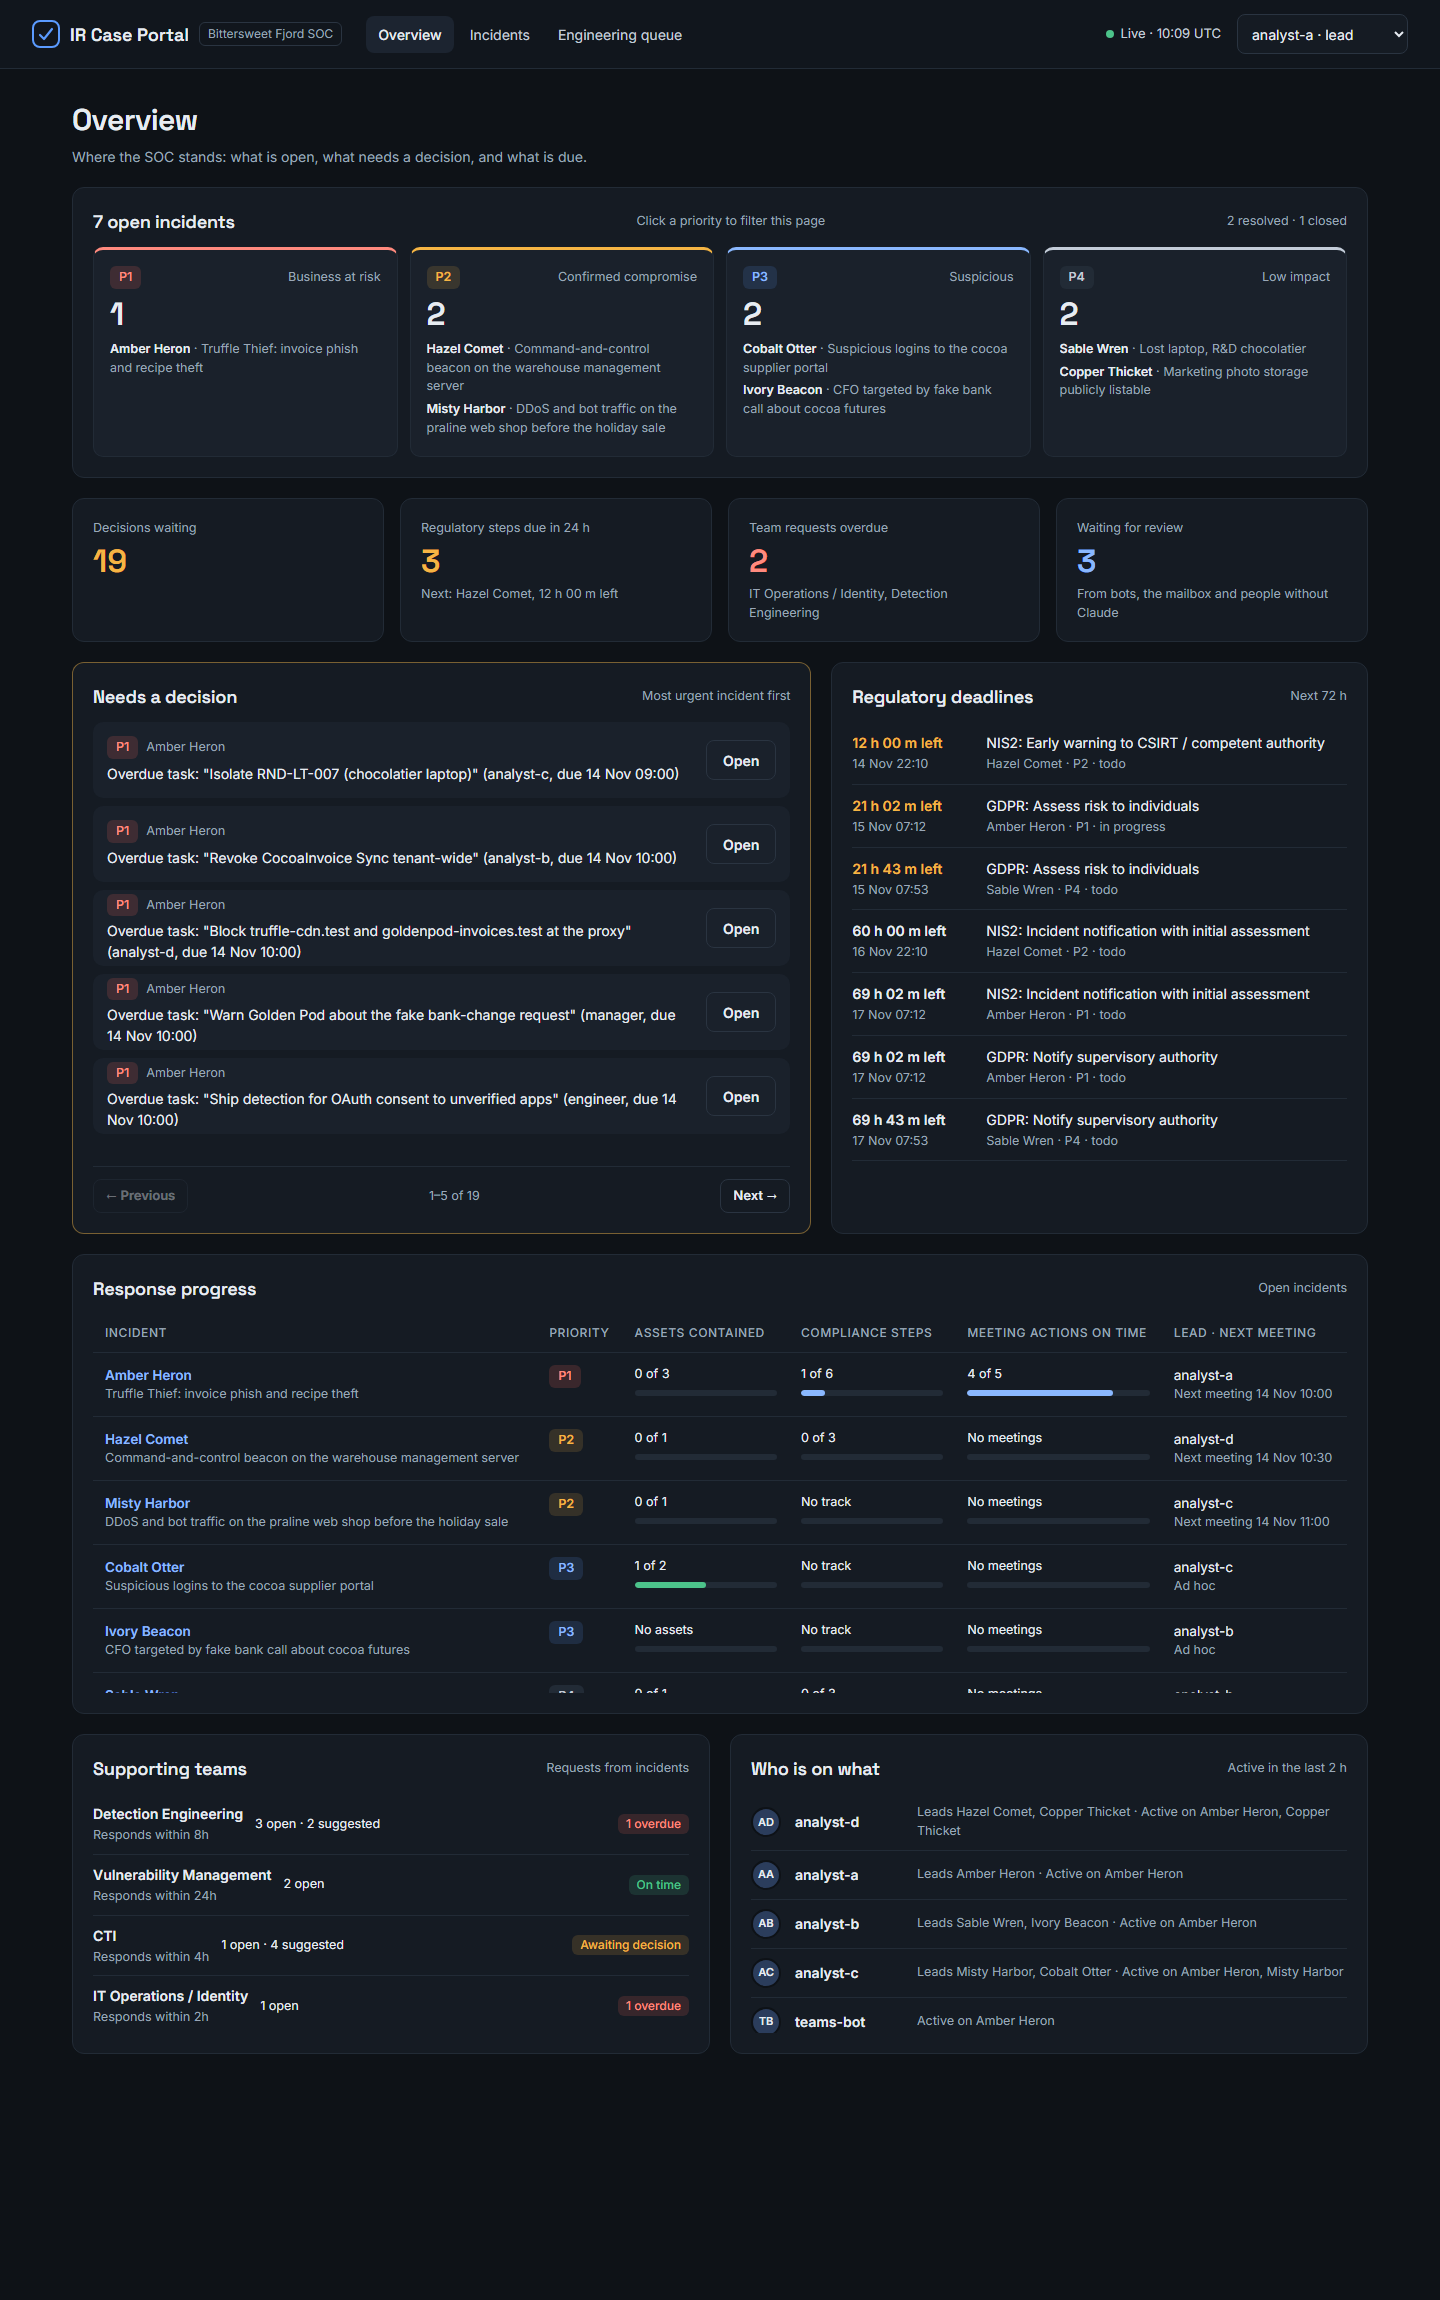 IR Case Portal
Bittersweet Fjord SOC
Overview
Incidents
Engineering queue
Live · 10:09 UTC
analyst-a · lead
Overview
Where the SOC stands: what is open, what needs a decision, and what is due.
7 open incidents
Click a priority to filter this page
2 resolved · 1 closed
P1
Business at risk
1
Amber Heron · Truffle Thief: invoice phish
and recipe theft
P2
Confirmed compromise
2
Hazel Comet · Command-and-control
beacon on the warehouse management
server
Misty Harbor · DDoS and bot traffic on the
praline web shop before the holiday sale
P3
Suspicious
2
Cobalt Otter · Suspicious logins to the cocoa
supplier portal
Ivory Beacon · CFO targeted by fake bank
call about cocoa futures
P4
Low impact
2
Sable Wren · Lost laptop, R&D chocolatier
Copper Thicket · Marketing photo storage
publicly listable
Decisions waiting
19
Regulatory steps due in 24 h
3
Next: Hazel Comet, 12 h 00 m left
Team requests overdue
2
IT Operations / Identity, Detection
Engineering
Waiting for review
3
From bots, the mailbox and people without
Claude
Needs a decision
Most urgent incident first
P1 Amber Heron
Overdue task: "Isolate RND-LT-007 (chocolatier laptop)" (analyst-c, due 14 Nov 09:00)
Open
P1 Amber Heron
Overdue task: "Revoke CocoaInvoice Sync tenant-wide" (analyst-b, due 14 Nov 10:00)
Open
P1 Amber Heron
Overdue task: "Block truffle-cdn.test and goldenpod-invoices.test at the proxy"
(analyst-d, due 14 Nov 10:00)
Open
P1 Amber Heron
Overdue task: "Warn Golden Pod about the fake bank-change request" (manager, due
14 Nov 10:00)
Open
P1 Amber Heron
Overdue task: "Ship detection for OAuth consent to unverified apps" (engineer, due 14
Nov 10:00)
Open
← Previous
1–5 of 19
Next →
Regulatory deadlines
Next 72 h
12 h 00 m left
14 Nov 22:10
NIS2: Early warning to CSIRT / competent authority
Hazel Comet · P2 · todo
21 h 02 m left
15 Nov 07:12
GDPR: Assess risk to individuals
Amber Heron · P1 · in progress
21 h 43 m left
15 Nov 07:53
GDPR: Assess risk to individuals
Sable Wren · P4 · todo
60 h 00 m left
16 Nov 22:10
NIS2: Incident notification with initial assessment
Hazel Comet · P2 · todo
69 h 02 m left
17 Nov 07:12
NIS2: Incident notification with initial assessment
Amber Heron · P1 · todo
69 h 02 m left
17 Nov 07:12
GDPR: Notify supervisory authority
Amber Heron · P1 · todo
69 h 43 m left
17 Nov 07:53
GDPR: Notify supervisory authority
Sable Wren · P4 · todo
Response progress
Open incidents
INCIDENT PRIORITY ASSETS CONTAINED COMPLIANCE STEPS MEETING ACTIONS ON TIME LEAD · NEXT MEETING
Amber Heron
Truffle Thief: invoice phish and recipe theft
P1
0 of 3
1 of 6
4 of 5
analyst-a
Next meeting 14 Nov 10:00
Hazel Comet
Command-and-control beacon on the warehouse management server
P2
0 of 1
0 of 3
No meetings
analyst-d
Next meeting 14 Nov 10:30
Misty Harbor
DDoS and bot traffic on the praline web shop before the holiday sale
P2
0 of 1
No track
No meetings
analyst-c
Next meeting 14 Nov 11:00
Cobalt Otter
Suspicious logins to the cocoa supplier portal
P3
1 of 2
No track
No meetings
analyst-c
Ad hoc
Ivory Beacon
CFO targeted by fake bank call about cocoa futures
P3
No assets
No track
No meetings
analyst-b
Ad hoc
Supporting teams
Requests from incidents
Detection Engineering
Responds within 8h
3 open · 2 suggested
1 overdue
Vulnerability Management
Responds within 24h
2 open
On time
CTI
Responds within 4h
1 open · 4 suggested
Awaiting decision
IT Operations / Identity
Responds within 2h
1 open
1 overdue
Who is on what
Active in the last 2 h
AD
analyst-d
Leads Hazel Comet, Copper Thicket · Active on Amber Heron, Copper
Thicket
AA
analyst-a
Leads Amber Heron · Active on Amber Heron
AB
analyst-b
Leads Sable Wren, Ivory Beacon · Active on Amber Heron
AC
analyst-c
Leads Misty Harbor, Cobalt Otter · Active on Amber Heron, Misty Harbor
TB
teams-bot
Active on Amber Heron